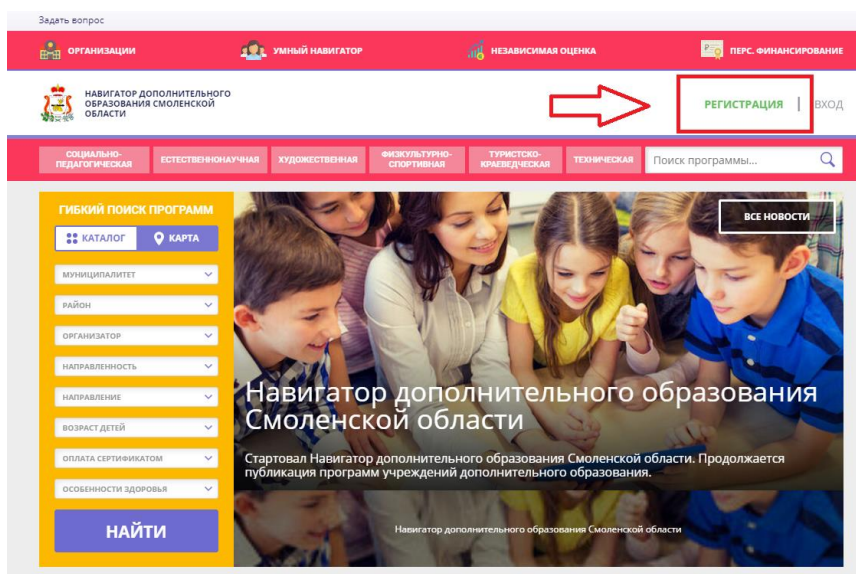 Задать вопрос
ОРГАНИЗАЦИИ
УМНЫЙ НАВИГАТОР
НЕЗАВИСИМАЯ ОЦЕНКА
ПЕРС. ФИНАНСИРОВАНИЕ
НАВИГАТОР ДОПОЛНИТЕЛЬНОГО
ОБРАЗОВАНИЯ СМОЛЕНСКОЙ
ОБЛАСТИ
РЕГИСТРАЦИЯ | ВХОД
СОЦИАЛЬНО-
ПЕДАГОГИЧЕСКАЯ
ЕСТЕСТВЕННОНАУЧНАЯ
ХУДОЖЕСТВЕННАЯ
ФИЗКУЛЬТУРНО-
СПОРТИВНАЯ
ТУРИСТСКО-
КРАЕВЕДЧЕСКАЯ
ТЕХНИЧЕСКАЯ
Поиск программы...
ГИБКИЙ ПОИСК ПРОГРАММ
КАТАЛОГ
КАРТА
МУНИЦИПАЛИТЕТ
РАЙОН
ОРГАНИЗАТОР
НАПРАВЛЕННОСТЬ
НАПРАВЛЕНИЕ
ВОЗРАСТ ДЕТЕЙ
ОПЛАТА СЕРТИФИКАТОМ
ОСОБЕННОСТИ ЗДОРОВЬЯ
НАЙТИ
ВСЕ НОВОСТИ
Навигатор дополнительного образования
Смоленской области
Стартовал Навигатор дополнительного образования Смоленской области. Продолжается
публикация программ учреждений дополнительного образования.
Навигатор дополнительного образования Смоленской области